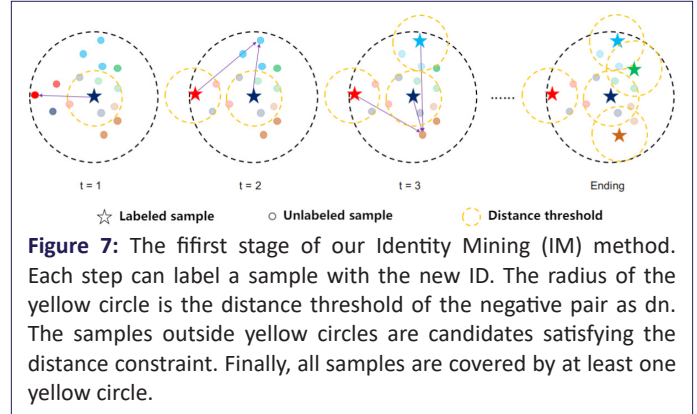 t = 1 t = 2 t = 3 Ending
Labeled sample Unlabeled sample Distance threshold
Figure 7: The fifirst stage of our Identity Mining (IM) method.
Each step can label a sample with the new ID. The radius of the
yellow circle is the distance threshold of the negative pair as dn.
The samples outside yellow circles are candidates satisfying the
distance constraint. Finally, all samples are covered by at least one
yellow circle.